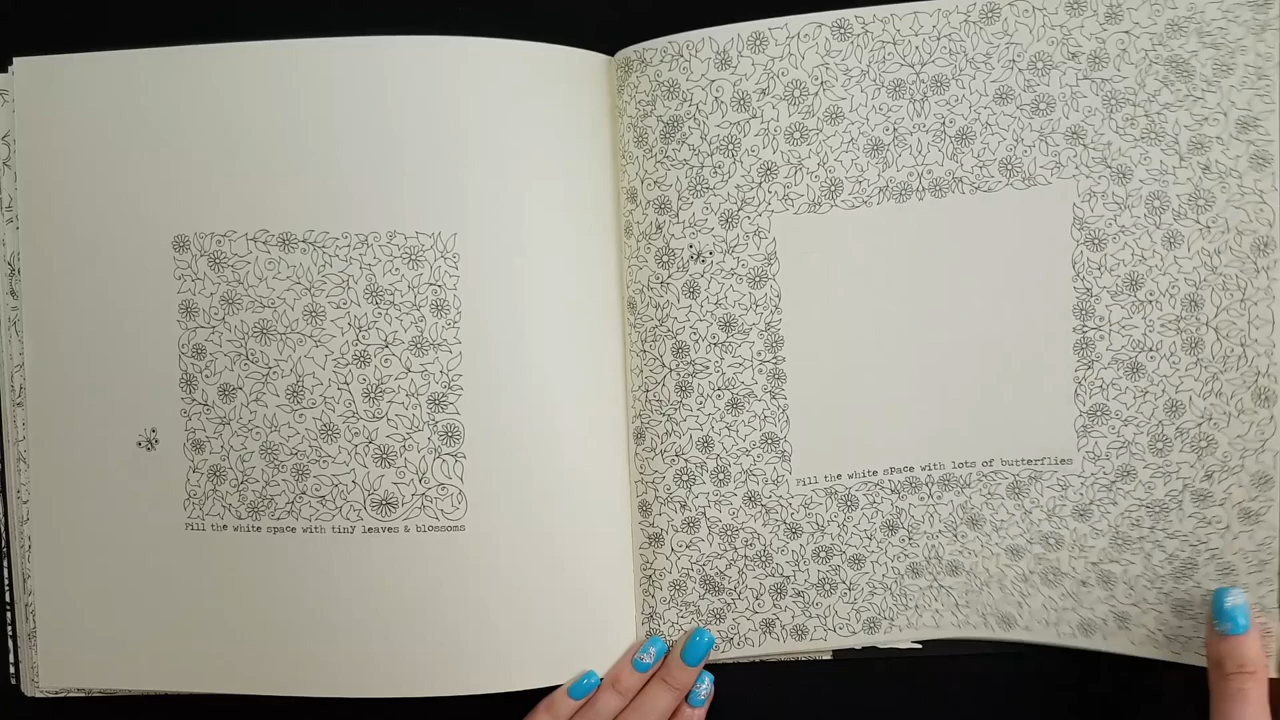 Fill the white space with tiny leaves & blossoms
Fill the white space with lots of butterflies